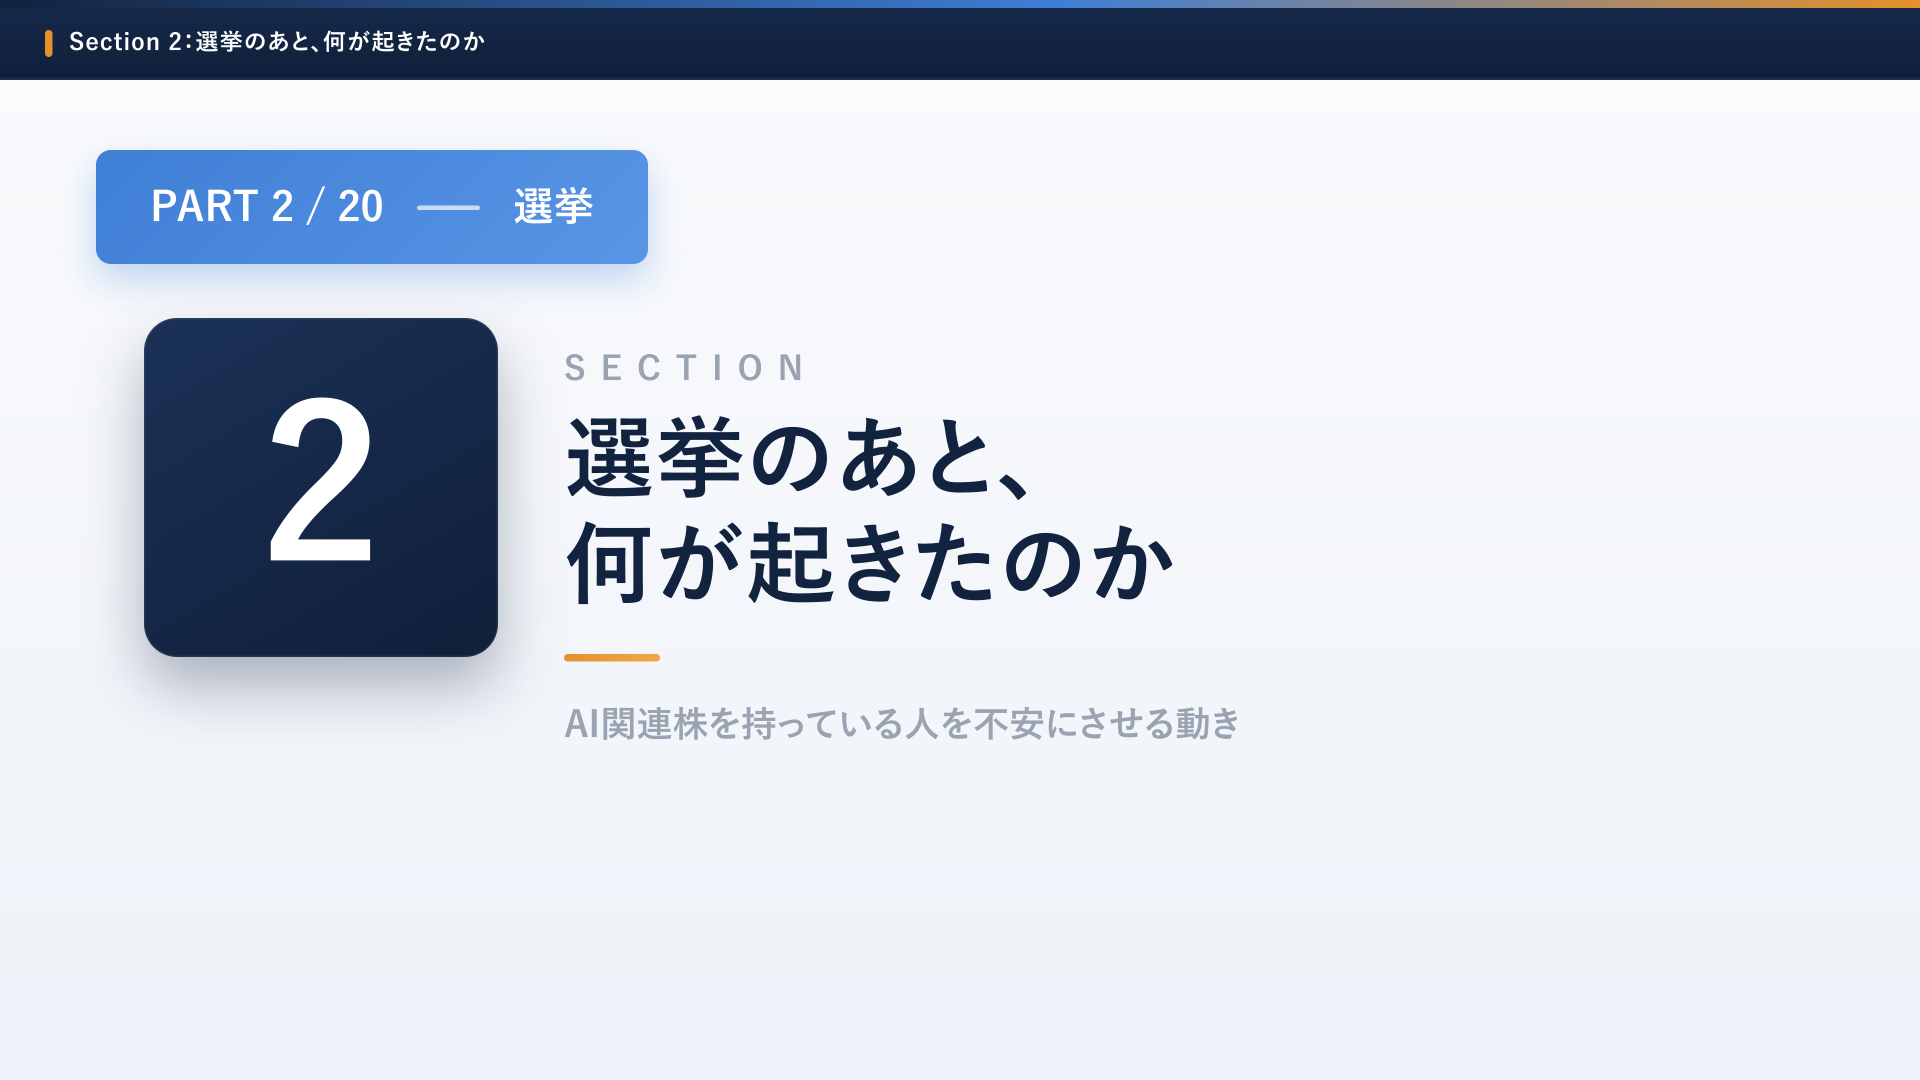 Section 2：選挙のあと、何が起きたのか
PART 2 / 20 — 選挙
2
SECTION
選挙のあと、
何が起きたのか
AI関連株を持っている人を不安にさせる動き